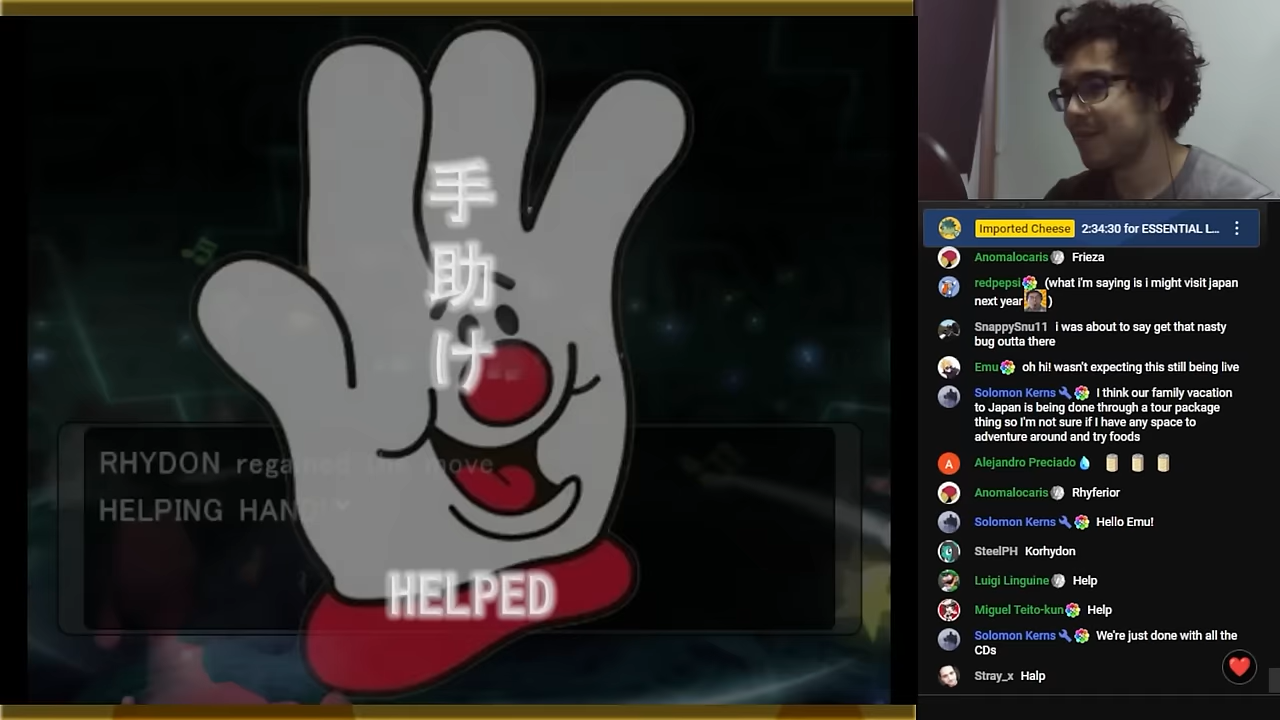 手助け
RHYDON regained the move
HELPING HAND!
HELPED
Imported Cheese 2:34:30 for ESSENTIAL L...
Anomalocaris Frieza
redpepsi (what i'm saying is i might visit japan
next year )
SnappySnu11 i was about to say get that nasty
bug outta there
Emu oh hi! wasn't expecting this still being live
Solomon Kerns I think our family vacation
to Japan is being done through a tour package
thing so I'm not sure if I have any space to
adventure around and try foods
A Alejandro Preciado
Anomalocaris Rhyferior
Solomon Kerns Hello Emu!
SteelPH Korhydon
Luigi Linguine Help
Miguel Teito-kun Help
Solomon Kerns We're just done with all the
CDs
Stray_x Halp